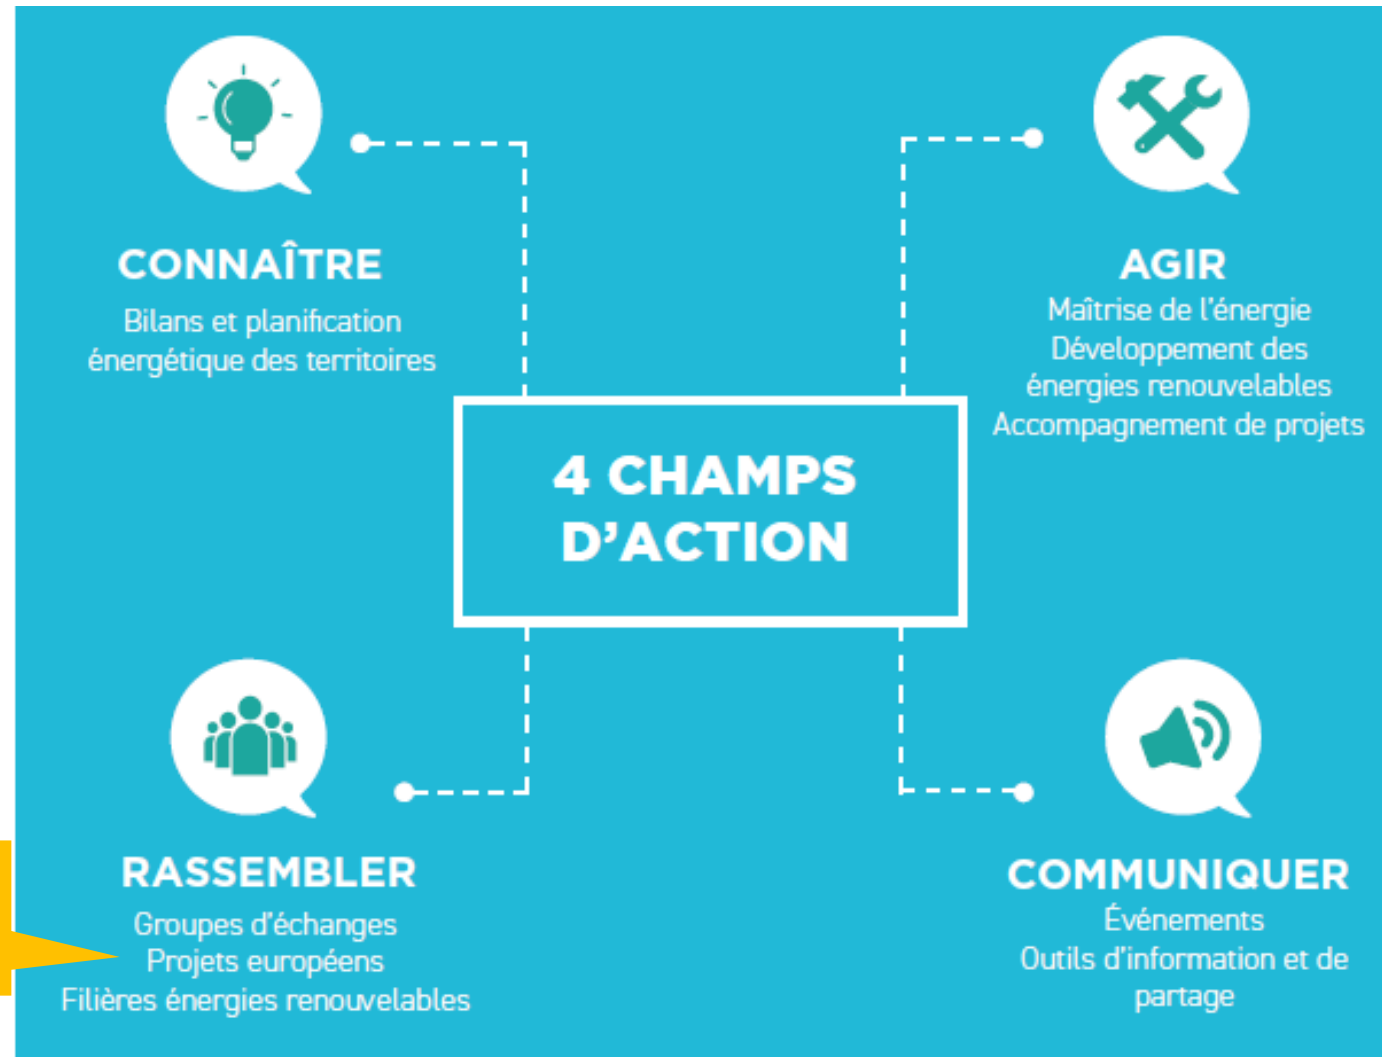 CONNAÎTRE
Bilans et planification
énergétique des territoires
AGIR
Maîtrise de l'énergie
Développement des
énergies renouvelables
Accompagnement de projets
4 CHAMPS
D'ACTION
RASSEMBLER
Groupes d'échanges
Projets européens
Filières énergies renouvelables
COMMUNIQUER
Événements
Outils d'information et de
partage